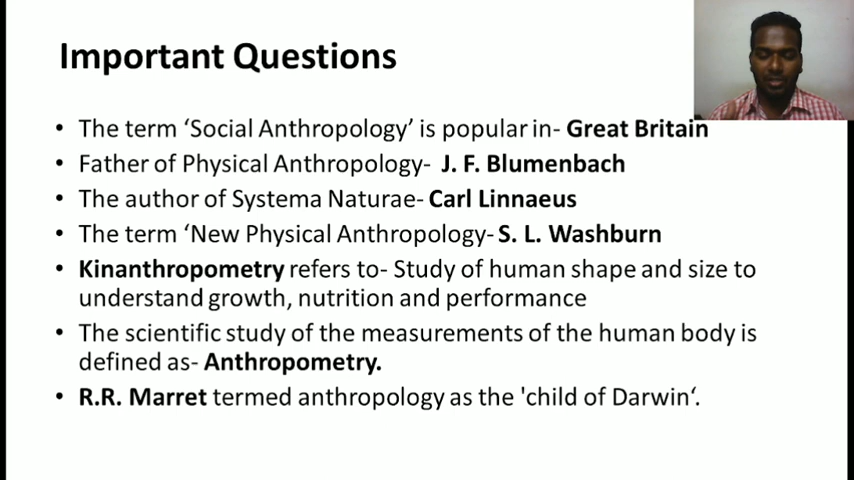 Important Questions
• The term ‘Social Anthropology’ is popular in- Great Britain
• Father of Physical Anthropology- J. F. Blumenbach
• The author of Systema Naturae- Carl Linnaeus
• The term ‘New Physical Anthropology- S. L. Washburn
• Kinanthropometry refers to- Study of human shape and size to
understand growth, nutrition and performance
• The scientific study of the measurements of the human body is
defined as- Anthropometry.
• R.R. Marret termed anthropology as the 'child of Darwin‘.